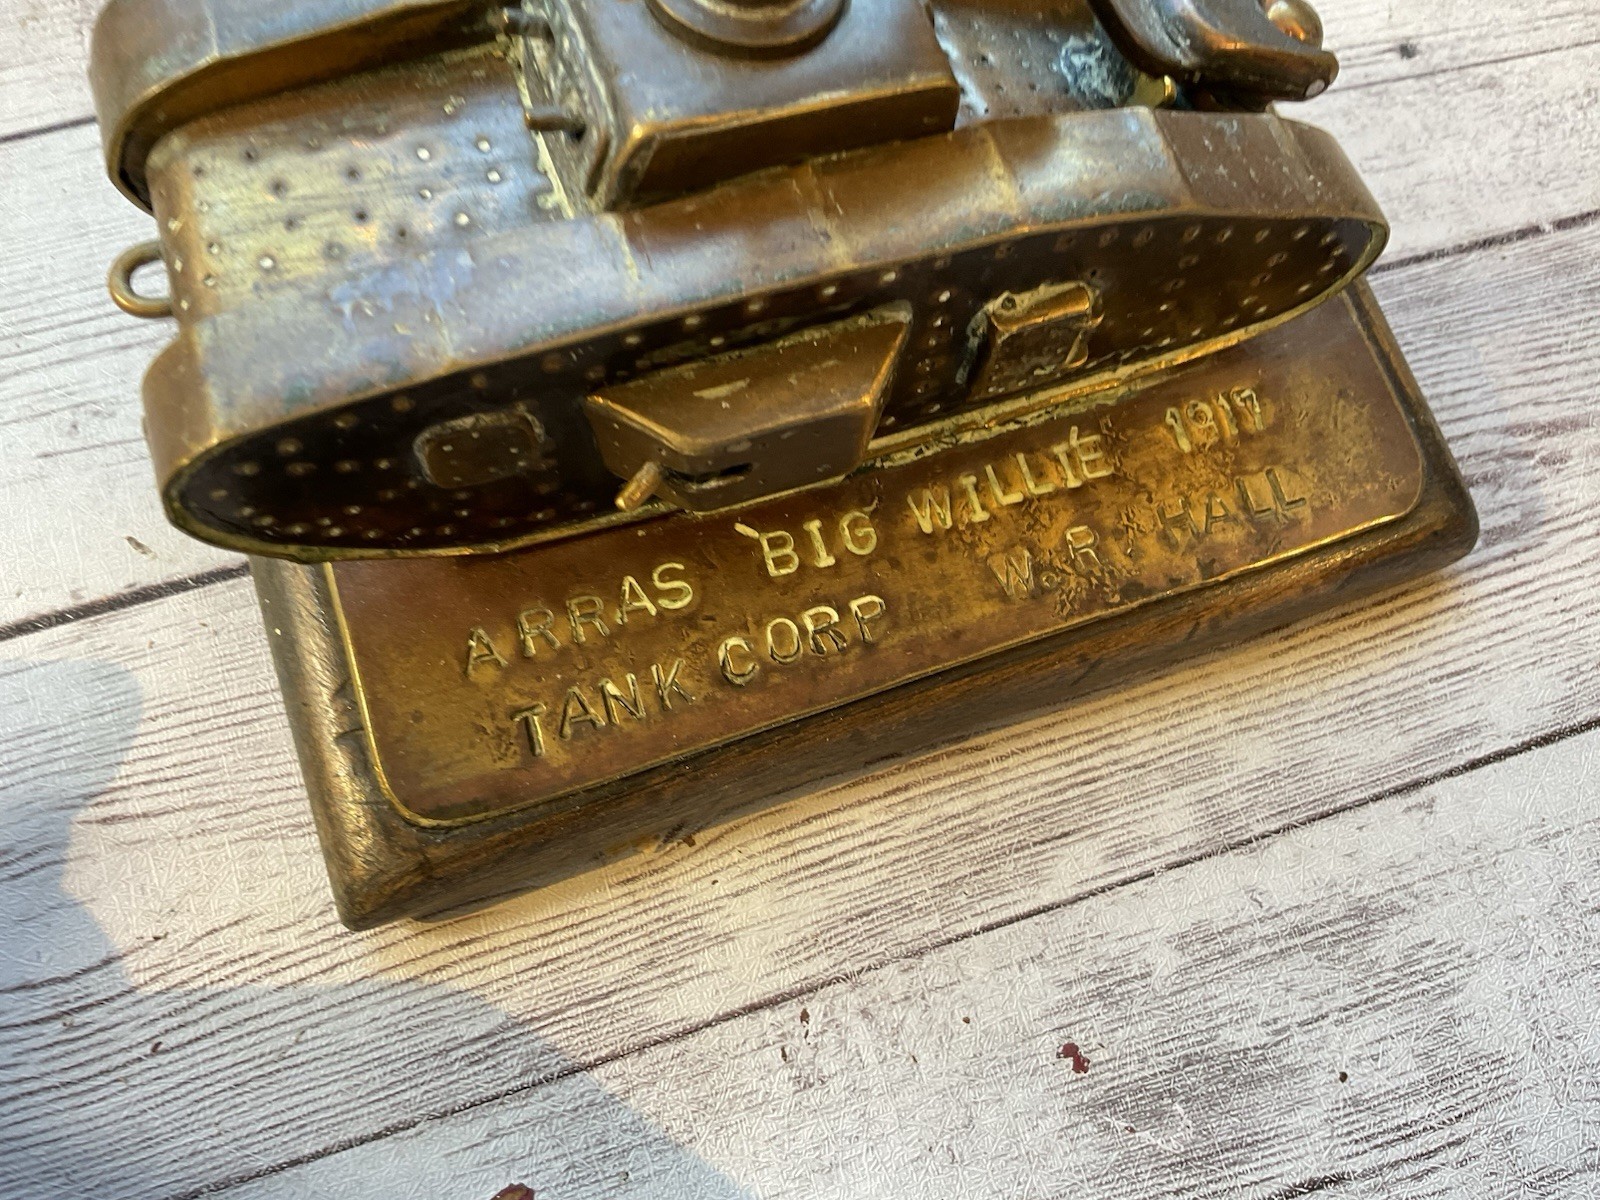 ARRAS BIG WILLIE 1917
TANK CORP W.R. HALL